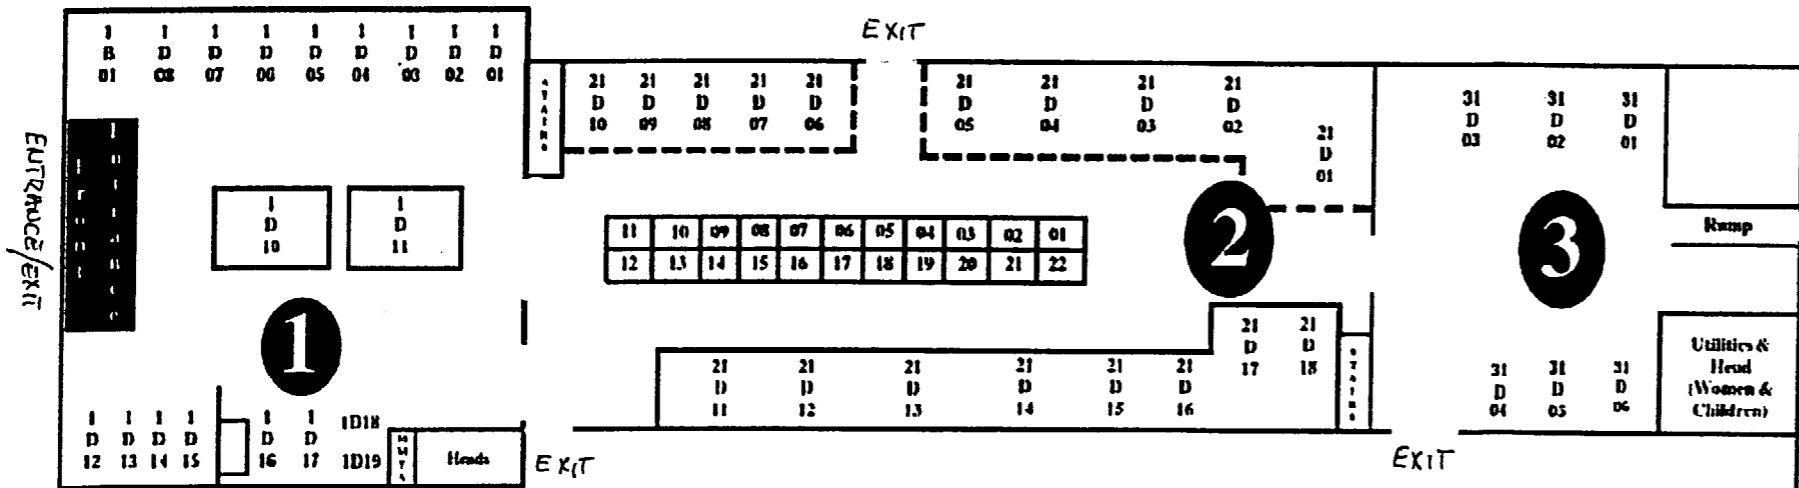 EXIT
1 1 1 1 1 1 1 1 1
B D D D D D D D D
01 08 07 06 05 04 03 02 01
STAIRS
21 21 21 21 21
D D D D D
10 09 08 07 06
21 21 21 21
D D D D
05 04 03 02
21
D
01
31 31 31
D D D
03 02 01
ENTRANCE/EXIT
Front
Entrance
1 1
D D
10 11
11 10 09 08 07 06 05 04 03 02 01
12 13 14 15 16 17 18 19 20 21 22
2
3
Ramp
1
21 21 21 21 21 21
D D D D D D
11 12 13 14 15 16
21 21
D D
17 18
STAIRS
31 31 31
D D D
04 05 06
Utilities &
Head
(Women &
Children)
1 1 1 1
D D D D
12 13 14 15
1 1
D D
16 17
1D18
1D19
Heads
EXIT
EXIT